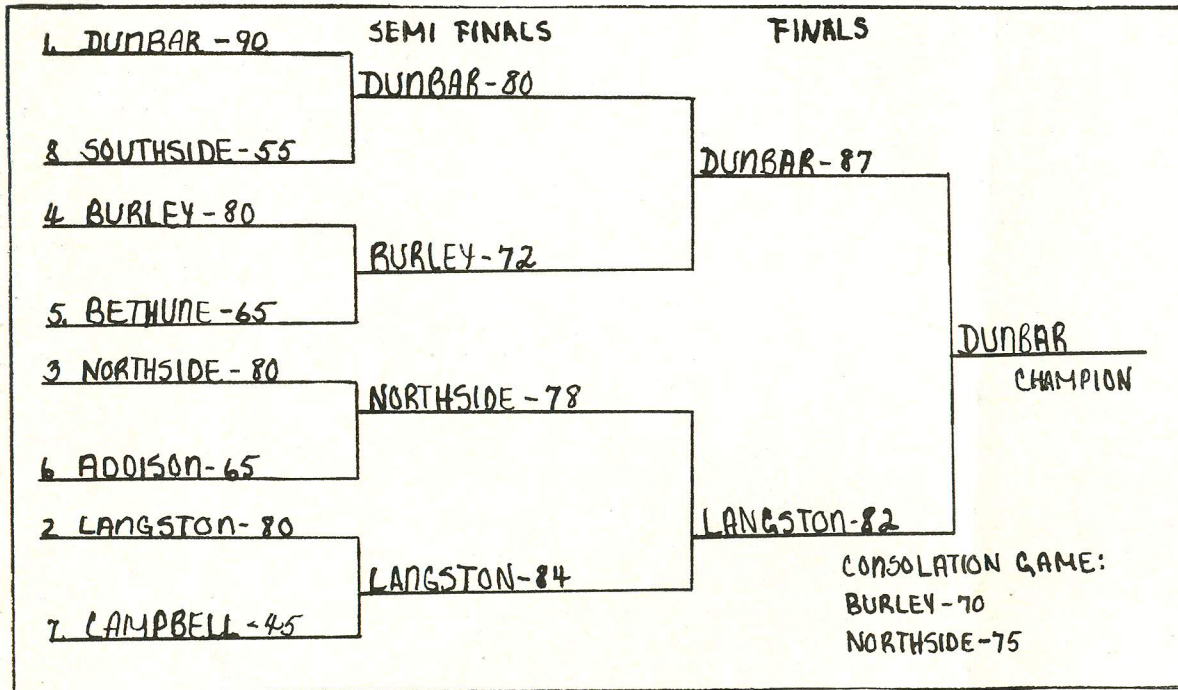 SEMI FINALS
FINALS
1. DUNBAR - 90
DUNBAR - 80
8 SOUTHSIDE - 55
DUNBAR - 87
4 BURLEY - 80
BURLEY - 72
5. BETHUNE - 65
DUNBAR
CHAMPION
3 NORTHSIDE - 80
NORTHSIDE - 78
6 ADDISON - 65
2 LANGSTON - 80
LANGSTON - 82
LANGSTON - 84
7. CAMPBELL - 45
CONSOLATION GAME:
BURLEY - 70
NORTHSIDE - 75